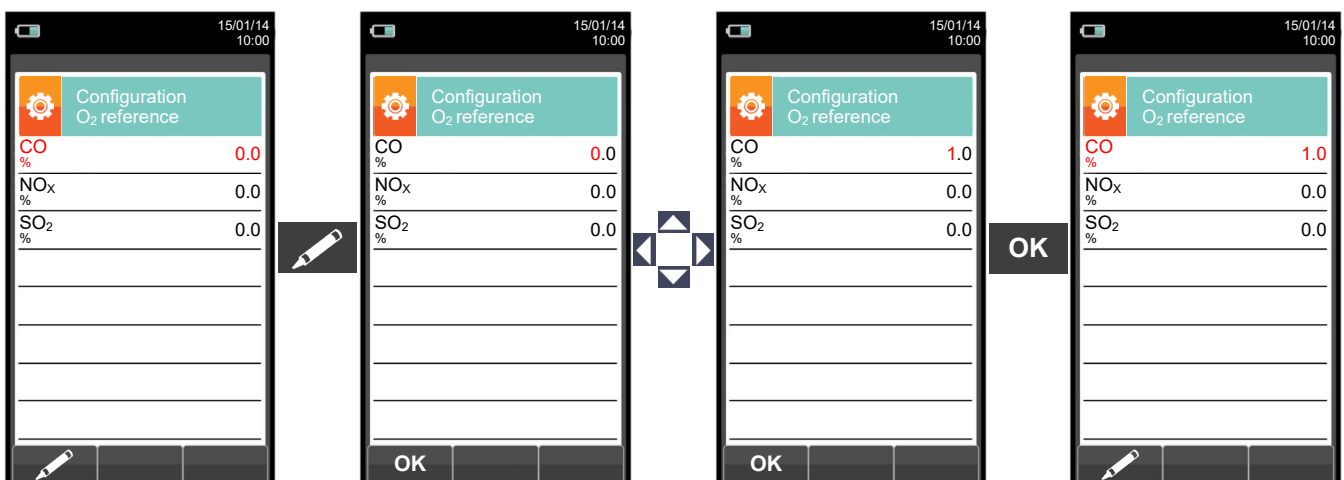 15/01/14
10:00
Configuration
O₂ reference
CO
%
0.0
NOX
%
0.0
SO₂
%
0.0
15/01/14
10:00
Configuration
O₂ reference
CO
%
0.0
NOX
%
0.0
SO₂
%
0.0
OK
15/01/14
10:00
Configuration
O₂ reference
CO
%
1.0
NOX
%
0.0
SO₂
%
0.0
OK
OK
15/01/14
10:00
Configuration
O₂ reference
CO
%
1.0
NOX
%
0.0
SO₂
%
0.0